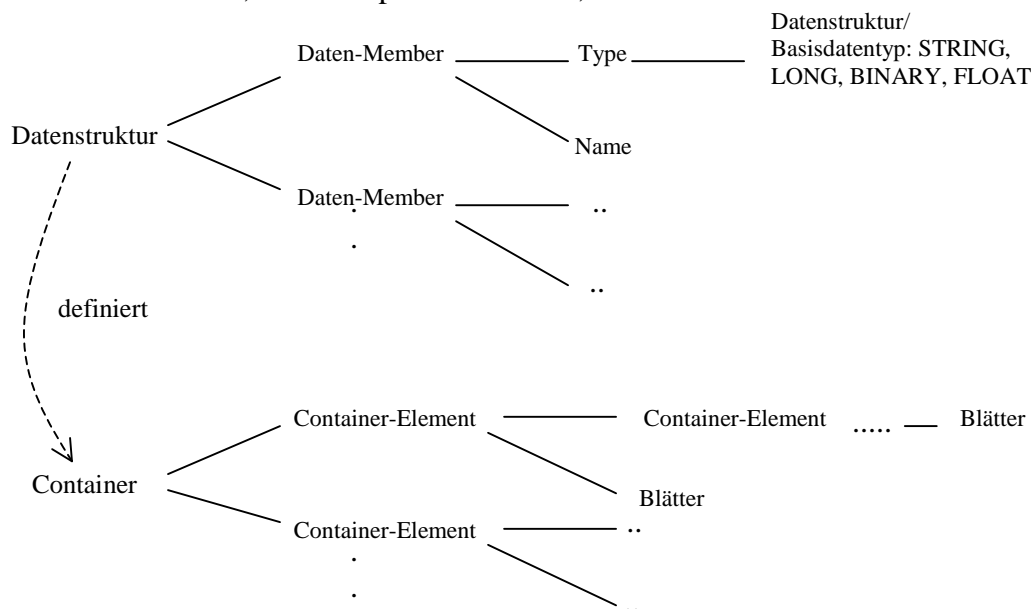 Datenstruktur/
Daten-Member Type Basisdatentyp: STRING,
LONG, BINARY, FLOAT
Datenstruktur
Name
Daten-Member ..
.
.
..
definiert
Container-Element Container-Element ..... Blätter
Container
Blätter
Container-Element ..
.
.
..